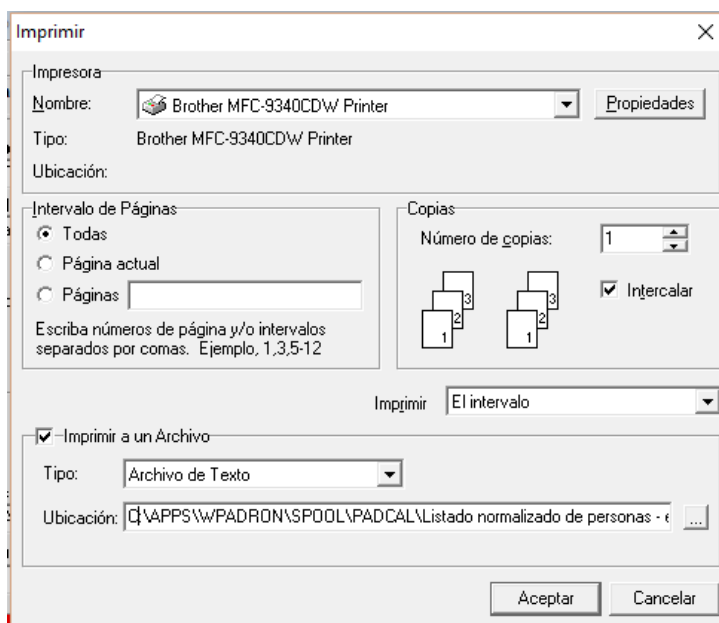 Imprimir
Impresora
Nombre: Brother MFC-9340CDW Printer Propiedades
Tipo: Brother MFC-9340CDW Printer
Ubicación:
Intervalo de Páginas
Todas
Página actual
Páginas
Escriba números de página y/o intervalos
separados por comas. Ejemplo, 1,3,5-12
Copias
Número de copias: 1
3 3
2 2
1 1
Intercalar
Imprimir El intervalo
Imprimir a un Archivo
Tipo: Archivo de Texto
Ubicación: C:\APPS\WPADRON\SPOOL\PADCAL\Listado normalizado de personas - e ...
Aceptar Cancelar